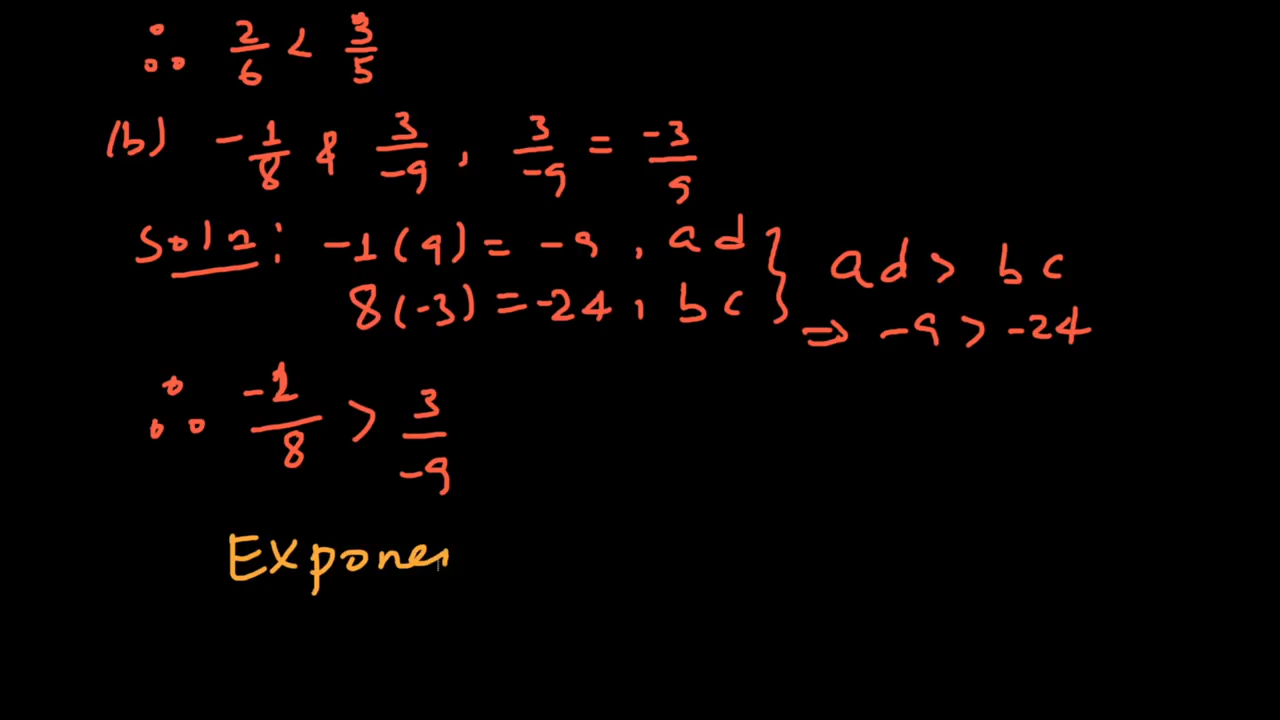 ∴ 2/6 < 3/5
(b) -1/8 & 3/-9, 3/-9 = -3/9
Soln: -1(9) = -9, ad
8(-3) = -24, bc
} ad > bc
⇒ -9 > -24
∴ -1/8 > 3/-9
Exponen